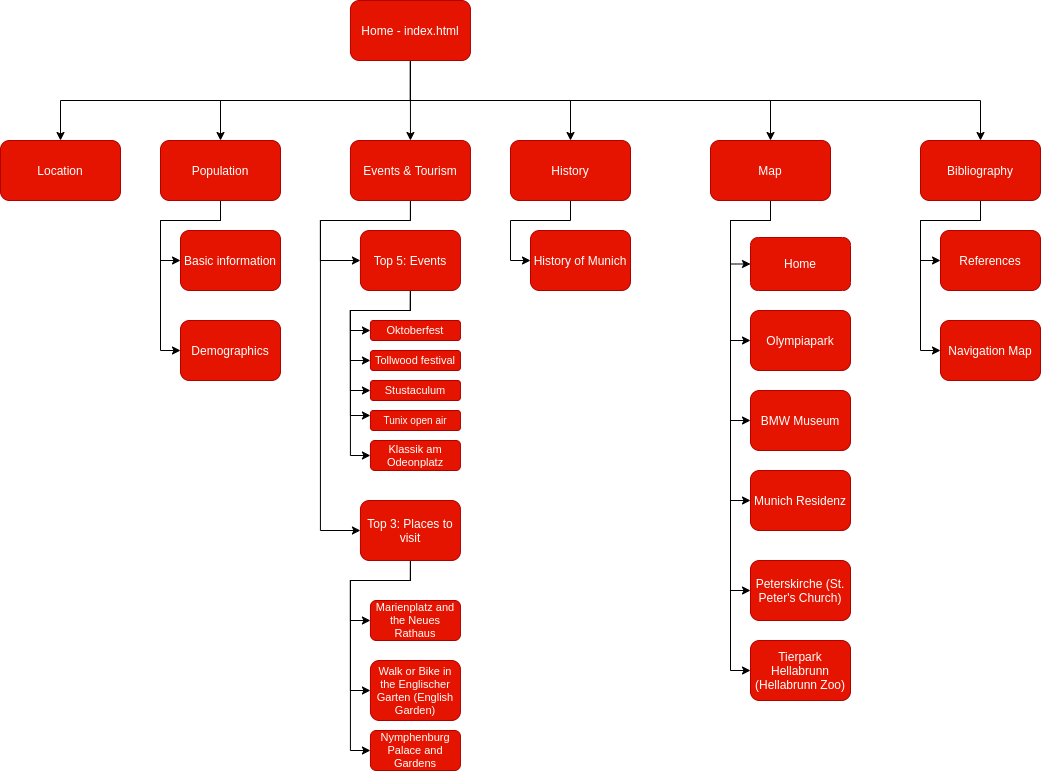 Home - index.html
Location
Population
Events & Tourism
History
Map
Bibliography
Basic information
Demographics
Top 5: Events
Oktoberfest
Tollwood festival
Stustaculum
Tunix open air
Klassik am
Odeonplatz
Top 3: Places to
visit
Marienplatz and
the Neues
Rathaus
Walk or Bike in
the Englischer
Garten (English
Garden)
Nymphenburg
Palace and
Gardens
History of Munich
Home
Olympiapark
BMW Museum
Munich Residenz
Peterskirche (St.
Peter's Church)
Tierpark
Hellabrunn
(Hellabrunn Zoo)
References
Navigation Map